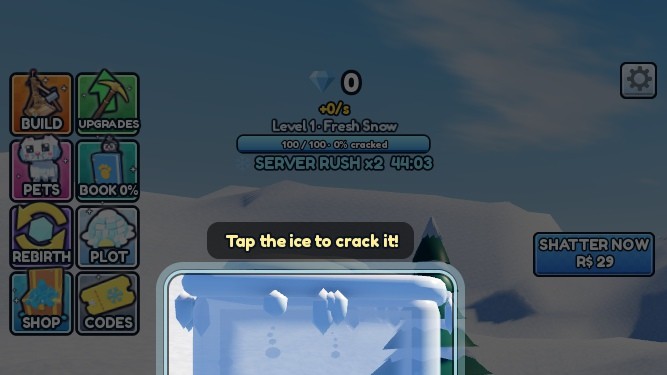 0
+0/s
Level 1 · Fresh Snow
100 / 100 · 0% cracked
SERVER RUSH x2 44:03
BUILD
UPGRADES
PETS
BOOK 0%
REBIRTH
PLOT
SHOP
CODES
Tap the ice to crack it!
SHATTER NOW
R$ 29